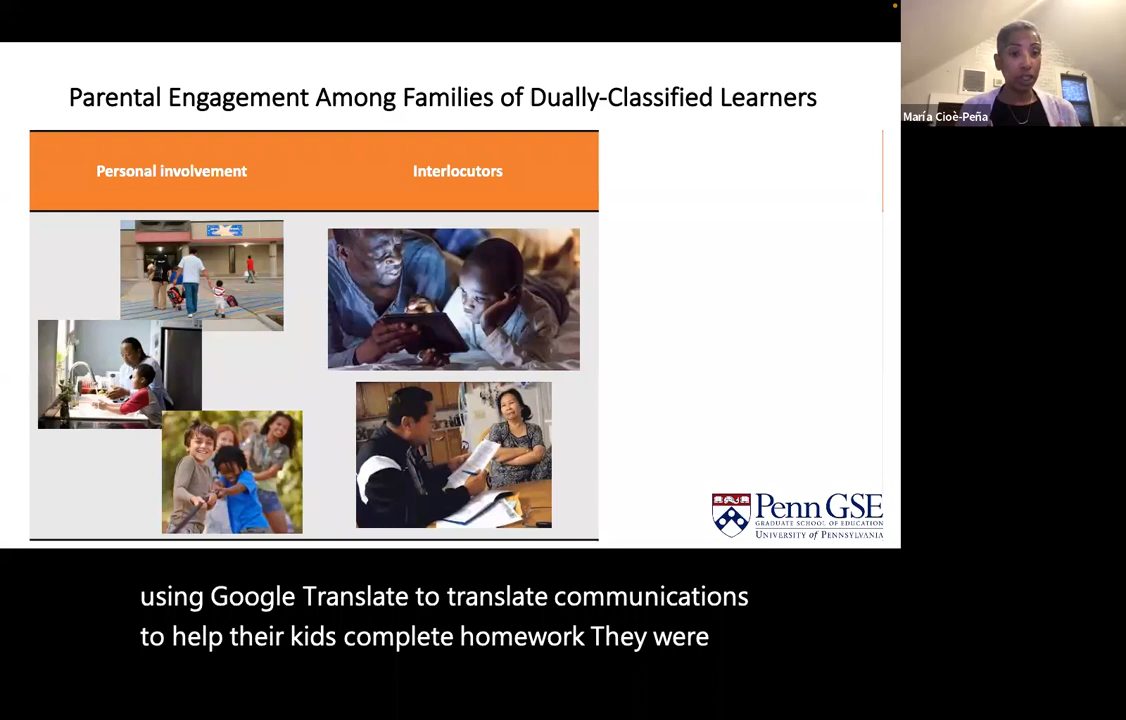 María Cioè-Peña
Parental Engagement Among Families of Dually-Classified Learners
Personal involvement
Interlocutors
Penn GSE
GRADUATE SCHOOL OF EDUCATION
UNIVERSITY of PENNSYLVANIA
using Google Translate to translate communications
to help their kids complete homework They were